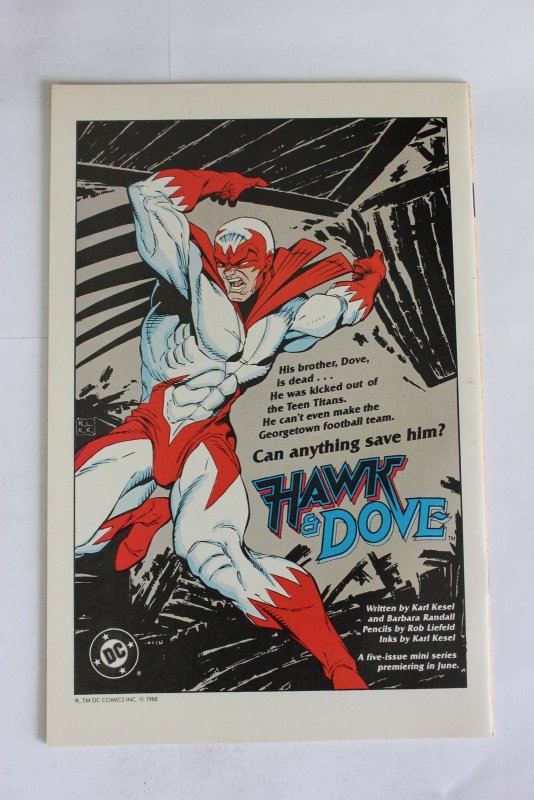 His brother, Dove,
is dead . . .
He was kicked out of
the Teen Titans.
He can't even make the
Georgetown football team.
Can anything save him?
HAWK
& DOVE™
R.L.
K.K.
Written by Karl Kesel
and Barbara Randall
Pencils by Rob Liefeld
Inks by Karl Kesel
A five-issue mini series
premiering in June.
DC
®
®, TM DC COMICS INC. © 1988